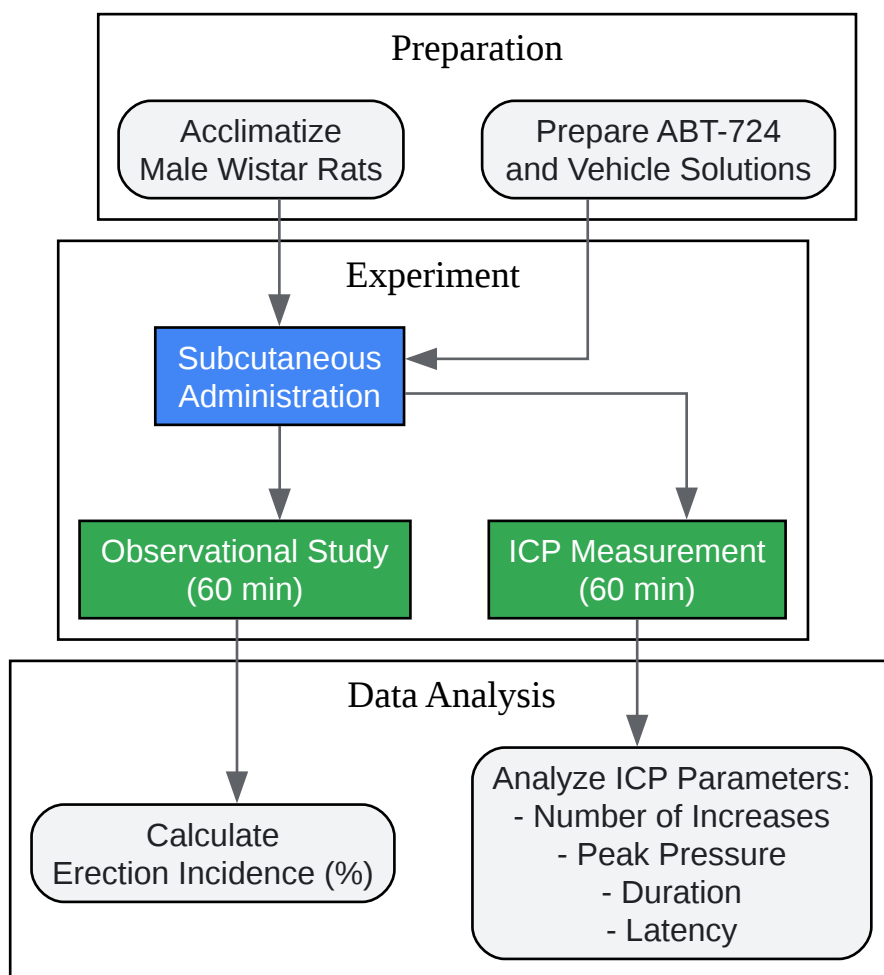 Preparation
Acclimatize
Male Wistar Rats
Prepare ABT-724
and Vehicle Solutions
Experiment
Subcutaneous
Administration
Observational Study
(60 min)
ICP Measurement
(60 min)
Data Analysis
Calculate
Erection Incidence (%)
Analyze ICP Parameters:
- Number of Increases
- Peak Pressure
- Duration
- Latency